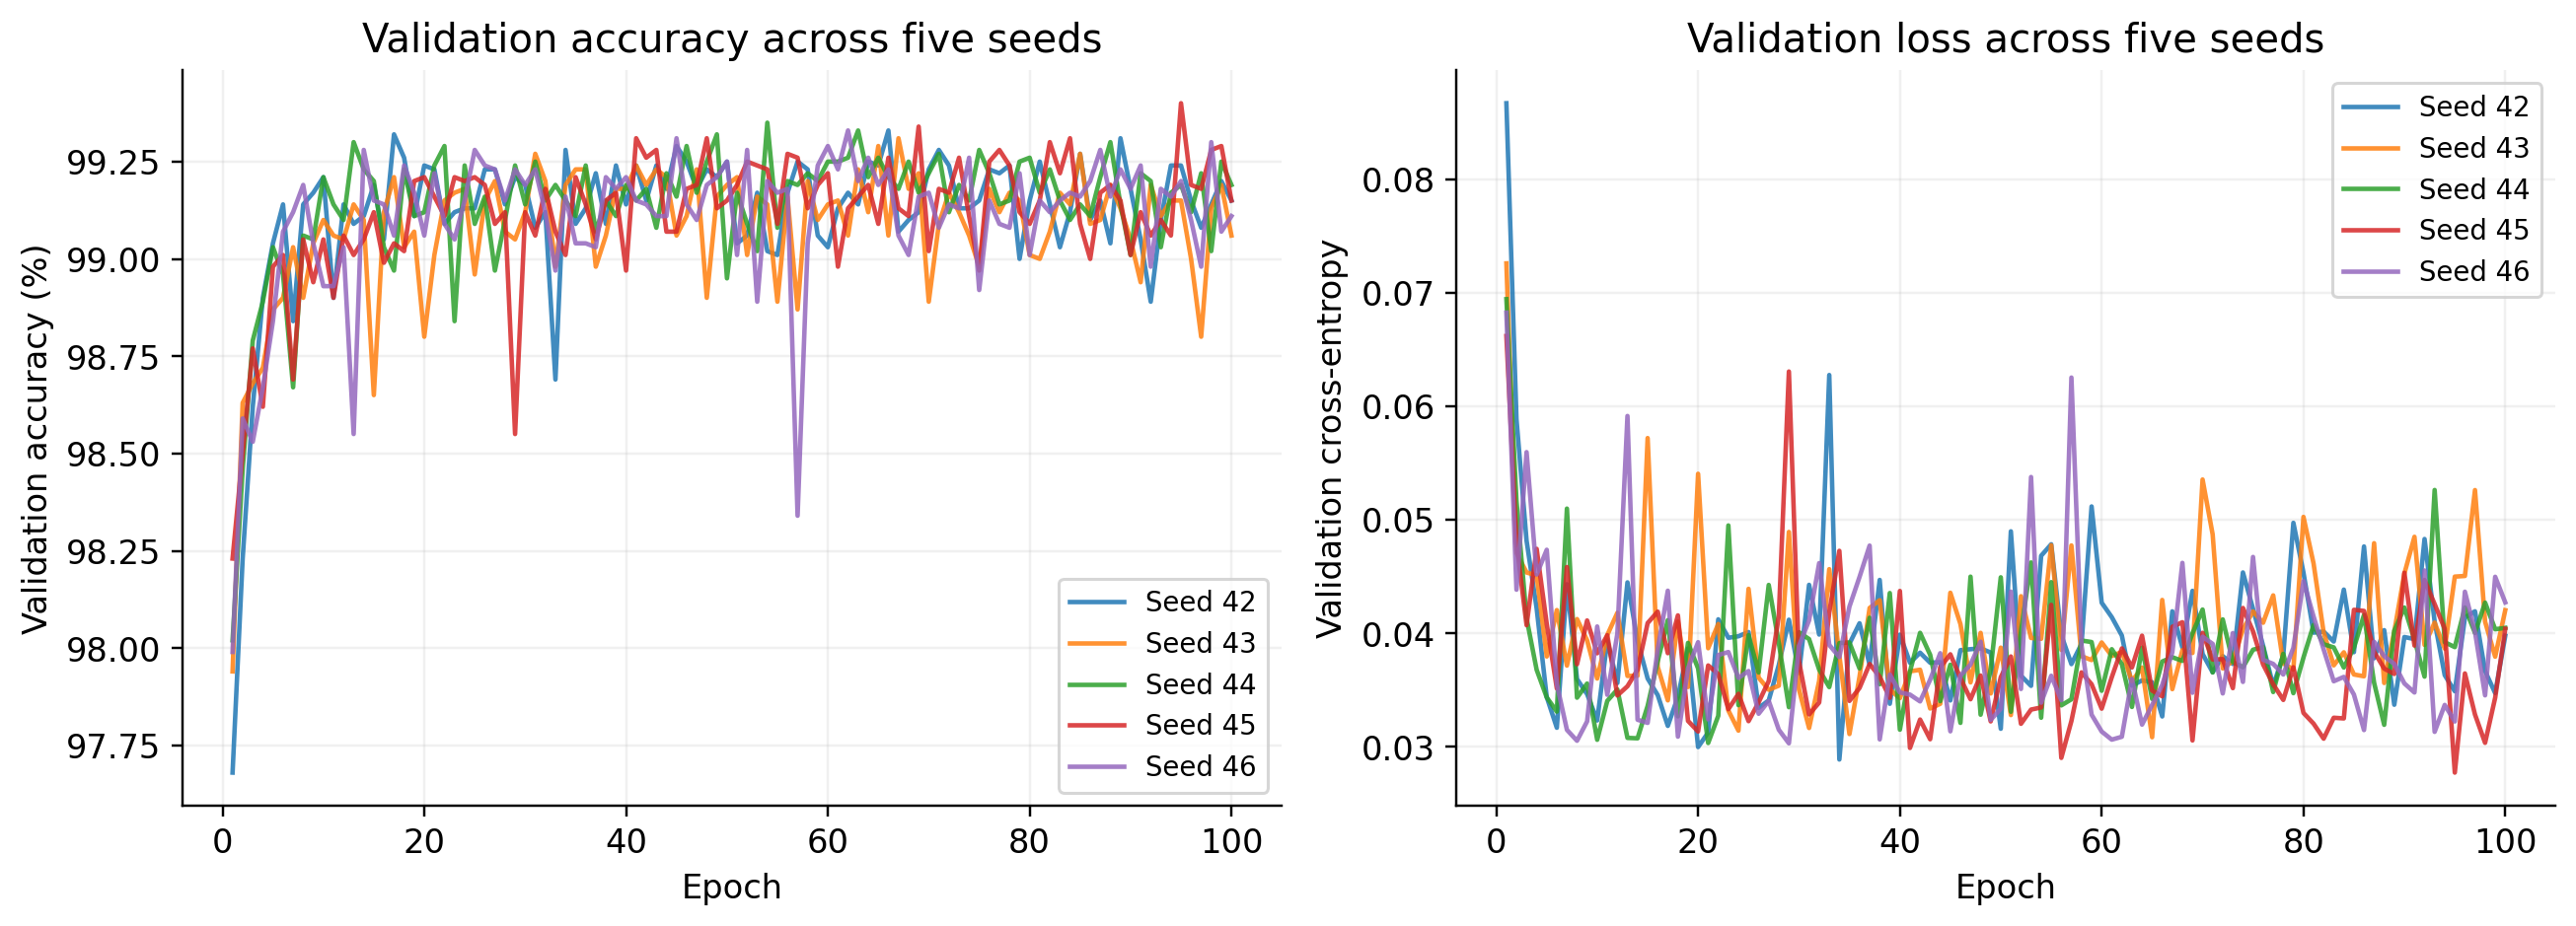 Validation accuracy across five seeds
Validation accuracy (%)
99.25
99.00
98.75
98.50
98.25
98.00
97.75
0 20 40 60 80 100
Epoch
Seed 42
Seed 43
Seed 44
Seed 45
Seed 46
Validation loss across five seeds
Validation cross-entropy
0.08
0.07
0.06
0.05
0.04
0.03
0 20 40 60 80 100
Epoch
Seed 42
Seed 43
Seed 44
Seed 45
Seed 46